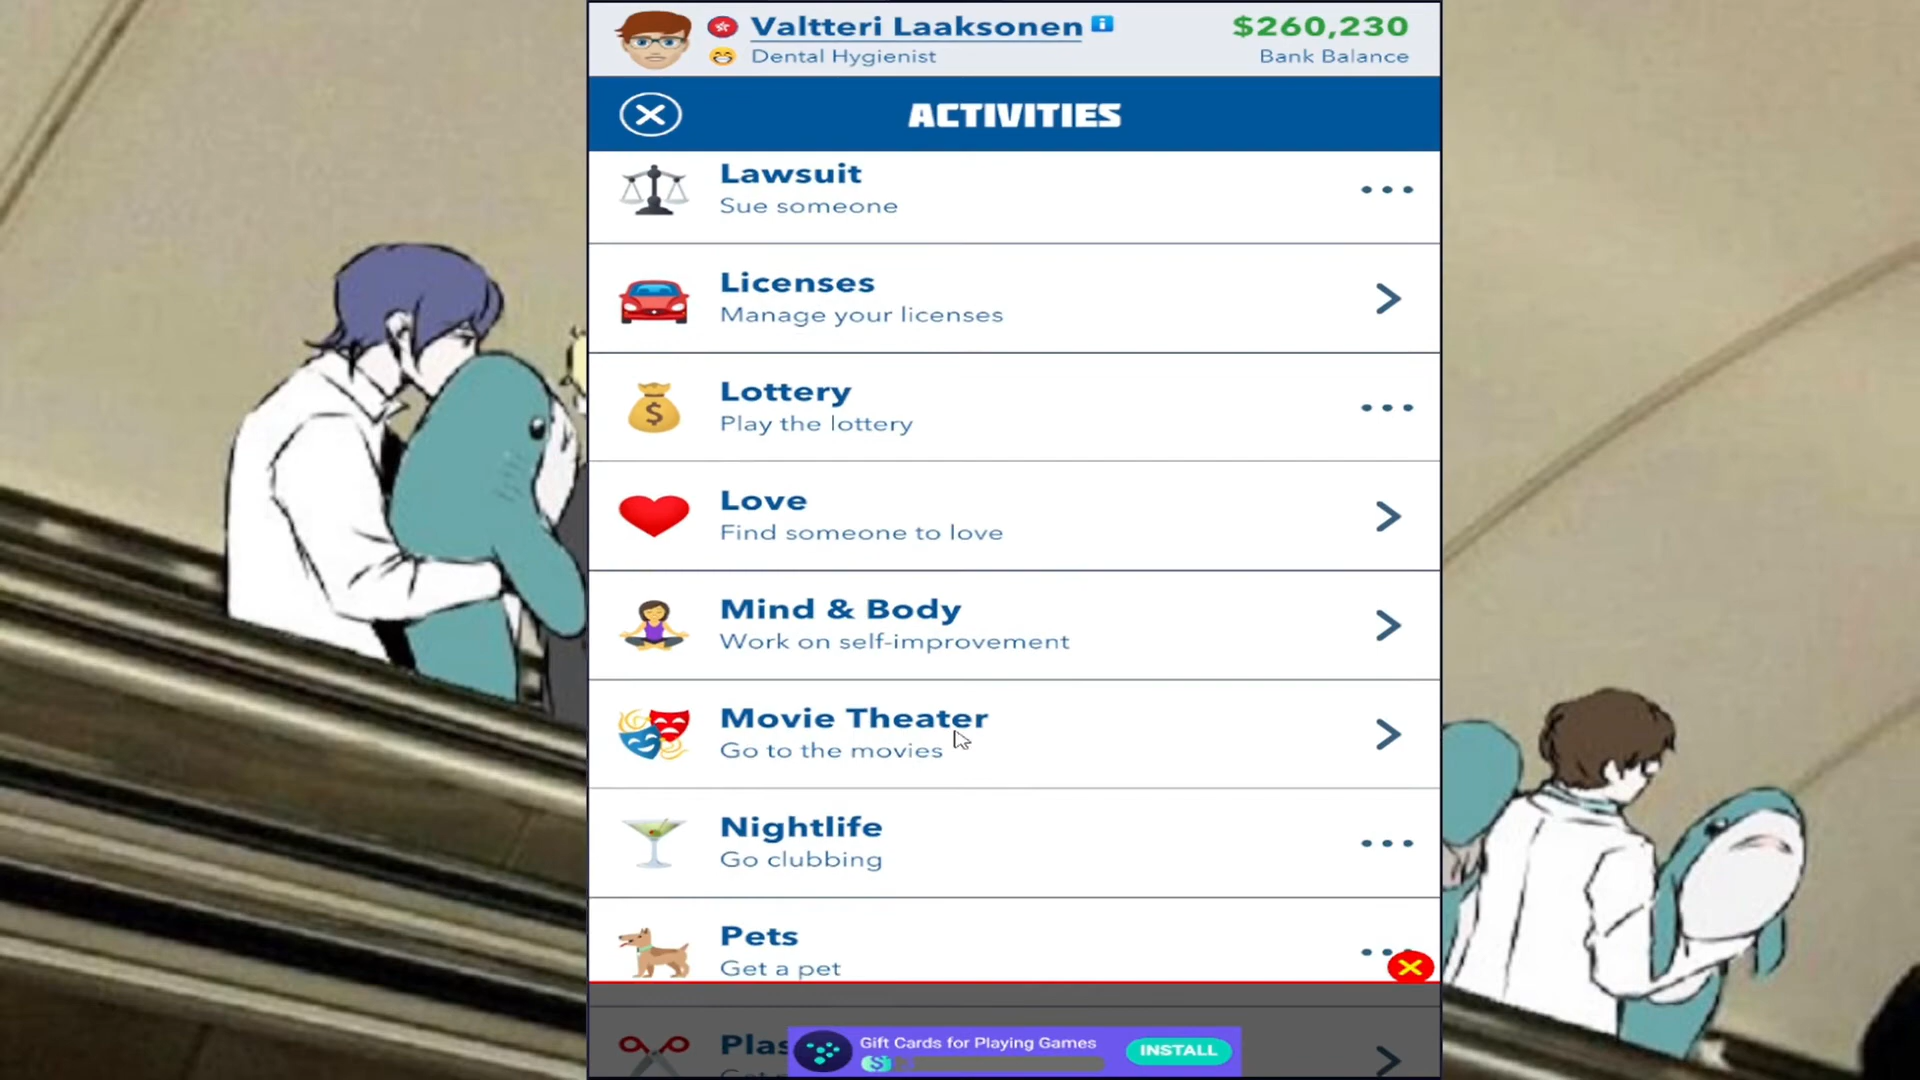 Valtteri Laaksonen
Dental Hygienist
$260,230
Bank Balance
ACTIVITIES
Lawsuit
Sue someone
Licenses
Manage your licenses
Lottery
Play the lottery
Love
Find someone to love
Mind & Body
Work on self-improvement
Movie Theater
Go to the movies
Nightlife
Go clubbing
Pets
Get a pet
Gift Cards for Playing Games
INSTALL